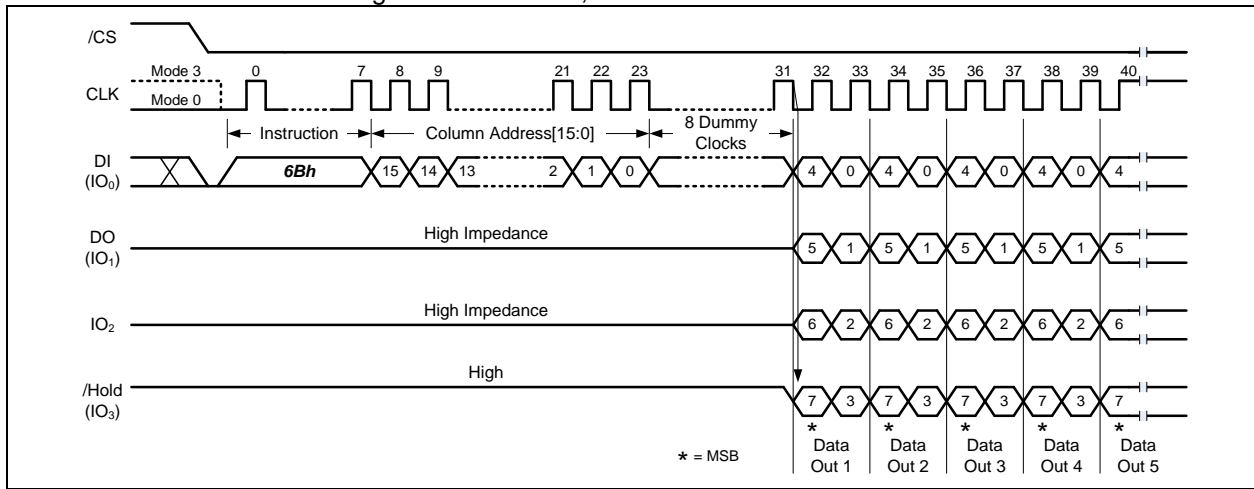 /CS
Mode 3
CLK
Mode 0
0 7 8 9 21 22 23 31 32 33 34 35 36 37 38 39 40
Instruction
Column Address[15:0]
8 Dummy
Clocks
DI
(IO₀)
6Bh 15 14 13 2 1 0 4 0 4 0 4 0 4 0 4
High Impedance
DO
(IO₁)
5 1 5 1 5 1 5 1 5
High Impedance
IO₂
6 2 6 2 6 2 6 2 6
High
/Hold
(IO₃)
7 3 7 3 7 3 7 3 7
* * * * *
* = MSB
Data
Out 1
Data
Out 2
Data
Out 3
Data
Out 4
Data
Out 5